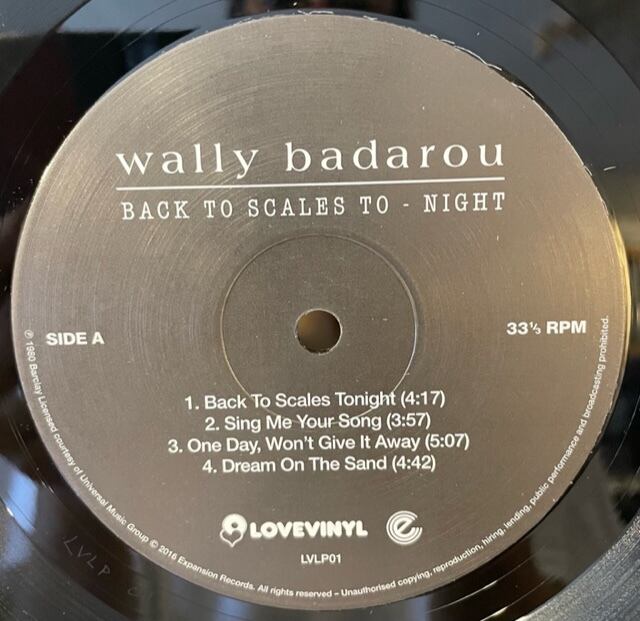 wally badarou
BACK TO SCALES TO - NIGHT
SIDE A
33⅓ RPM
1. Back To Scales Tonight (4:17)
2. Sing Me Your Song (3:57)
3. One Day, Won't Give It Away (5:07)
4. Dream On The Sand (4:42)
LOVEVINYL e
LVLP01
℗ 1980 Barclay Licensed courtesy of Universal Music Group © 2016 Expansion Records. All rights reserved – Unauthorised copying, reproduction, hiring, lending, public performance and broadcasting prohibited.
LVLP